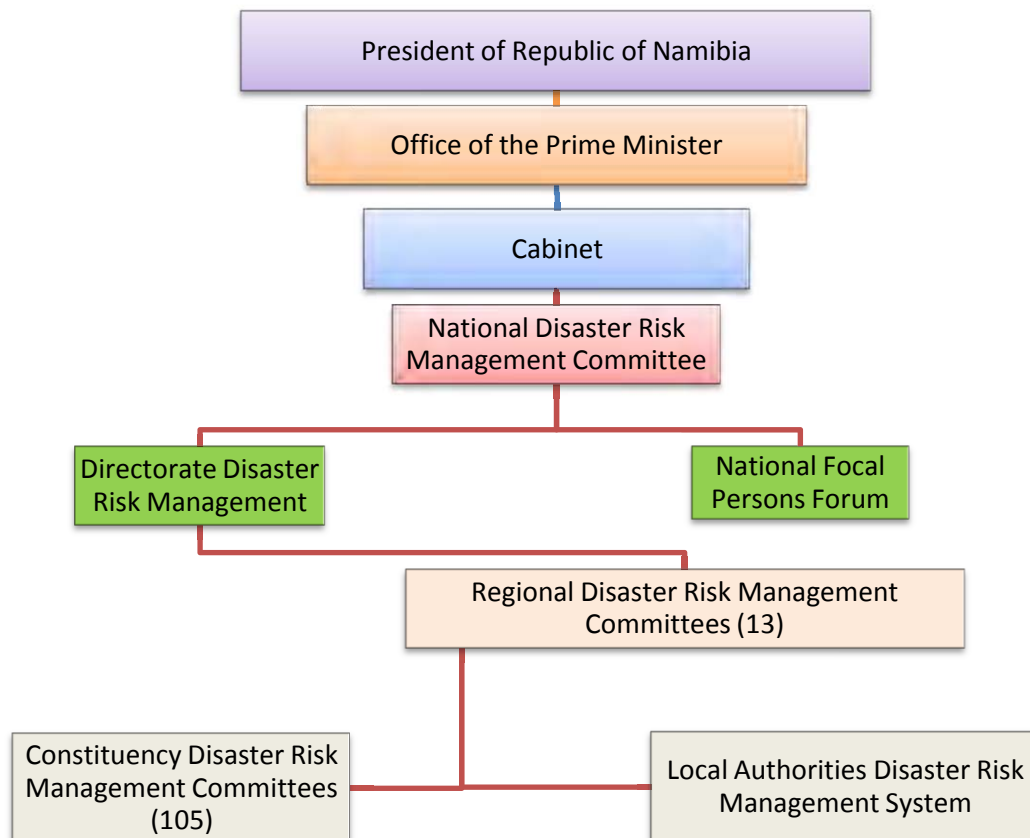 President of Republic of Namibia
Office of the Prime Minister
Cabinet
National Disaster Risk
Management Committee
Directorate Disaster
Risk Management
National Focal
Persons Forum
Regional Disaster Risk Management
Committees (13)
Constituency Disaster Risk
Management Committees
(105)
Local Authorities Disaster Risk
Management System